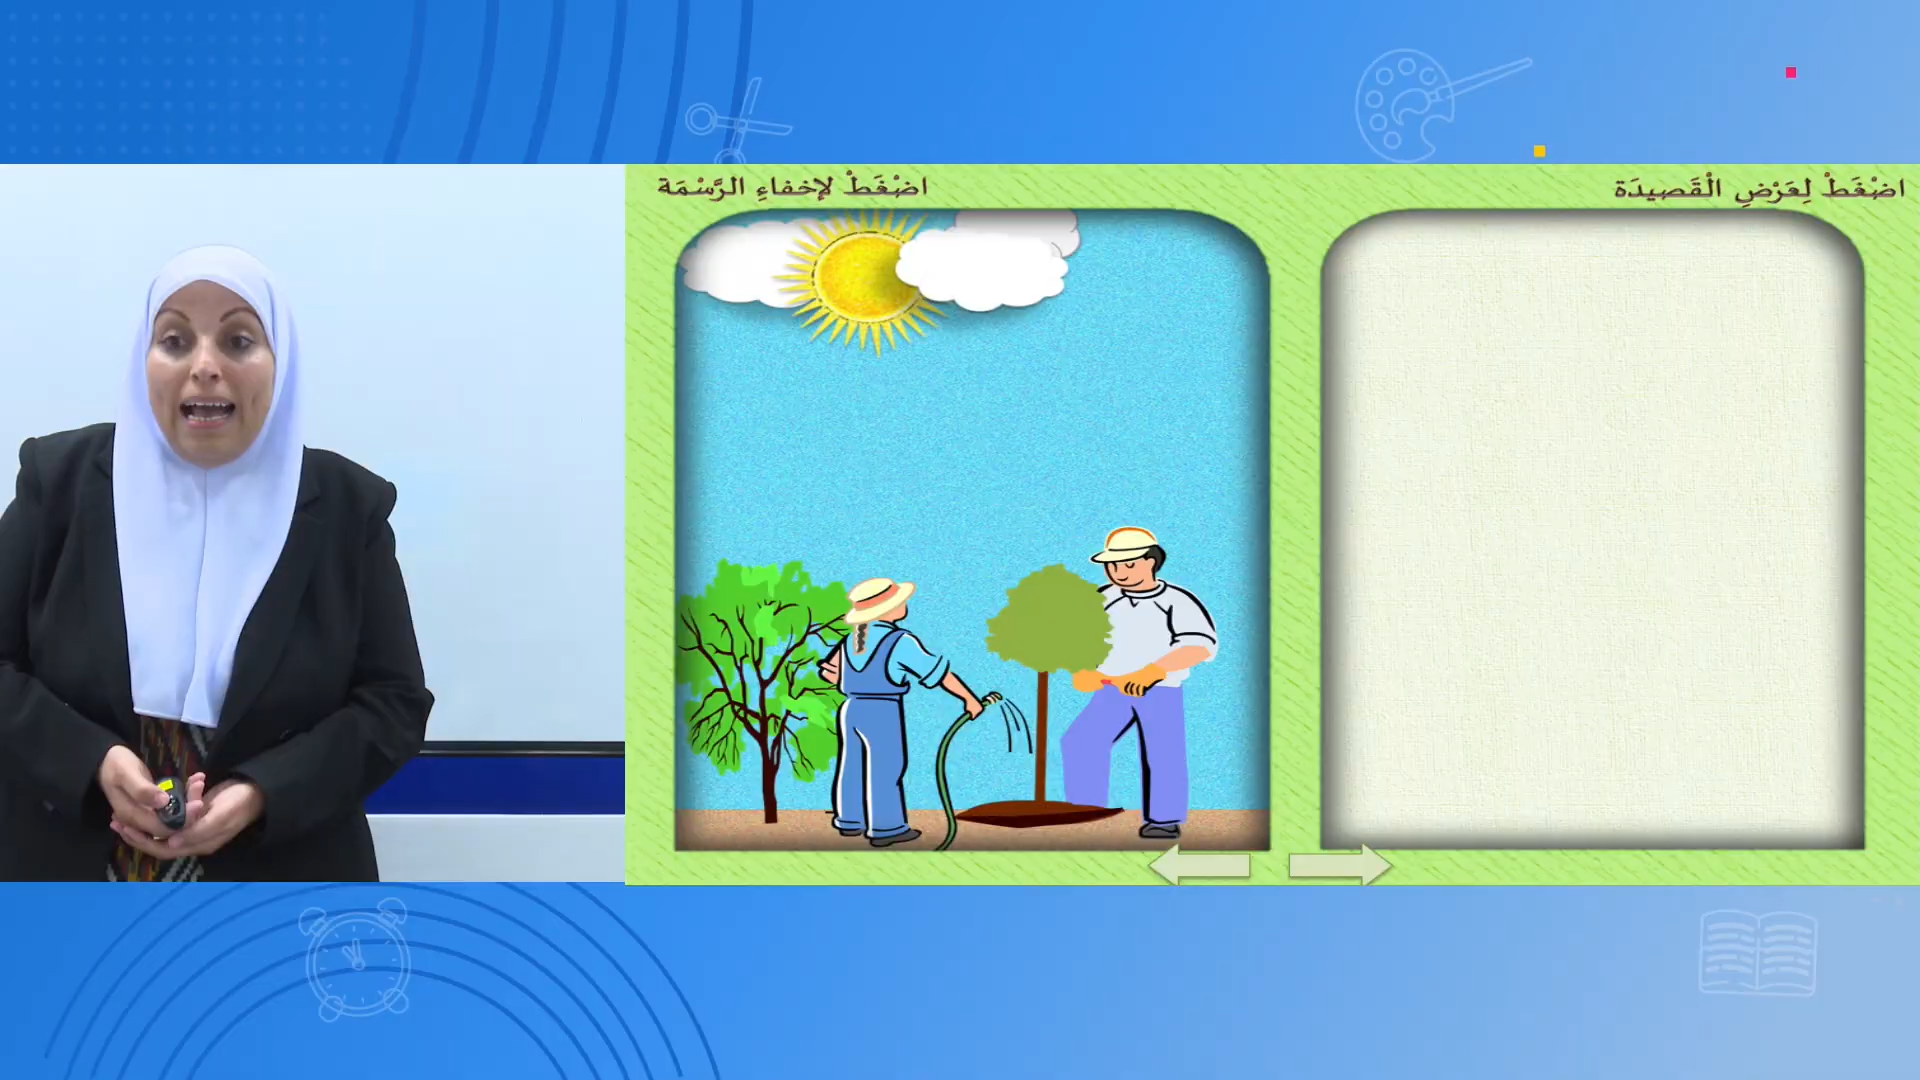 اضْغَطْ لِعَرْضِ الْقَصيدَة
اضْغَطْ لإخفاءِ الرَّسْمَة